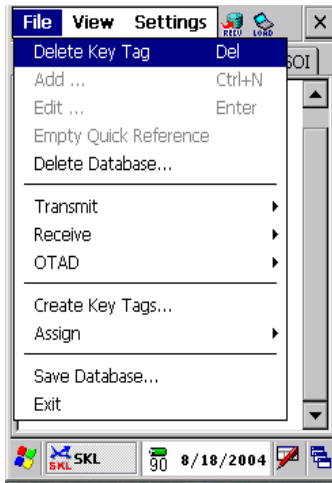 File View Settings RECV LOAD ×
SOI
Delete Key Tag Del
Add ... Ctrl+N
Edit ... Enter
Empty Quick Reference
Delete Database...
Transmit
Receive
OTAD
Create Key Tags...
Assign
Save Database...
Exit
SKL SKL 90 8/18/2004